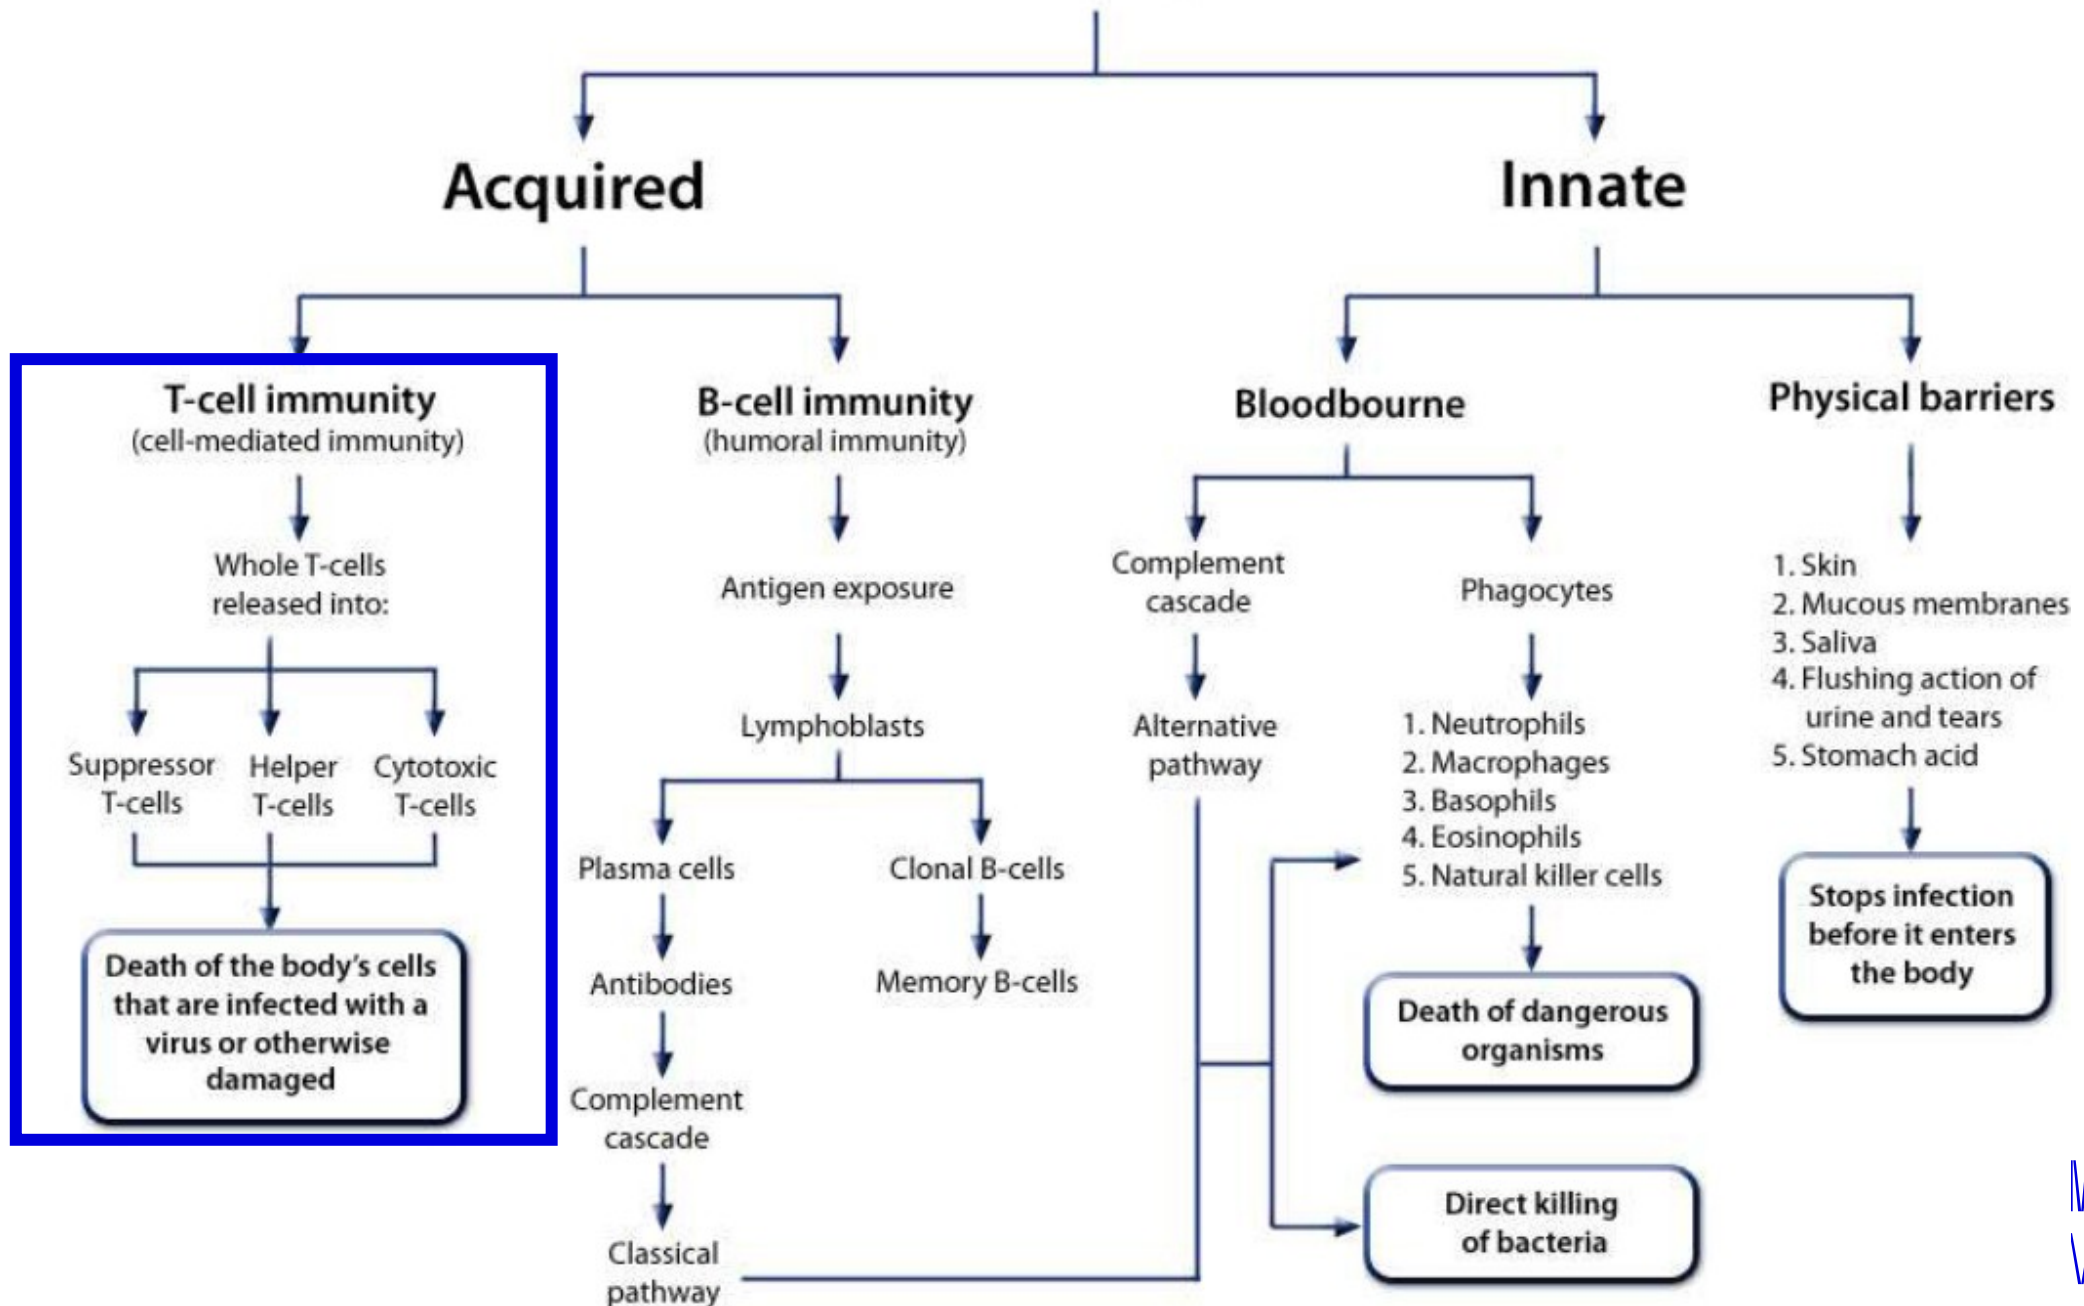 Acquired
Innate
T-cell immunity
(cell-mediated immunity)
Whole T-cells
released into:
Suppressor
T-cells
Helper
T-cells
Cytotoxic
T-cells
Death of the body's cells
that are infected with a
virus or otherwise
damaged
B-cell immunity
(humoral immunity)
Antigen exposure
Lymphoblasts
Plasma cells
Antibodies
Complement
cascade
Classical
pathway
Clonal B-cells
Memory B-cells
Bloodbourne
Complement
cascade
Alternative
pathway
Phagocytes
1. Neutrophils
2. Macrophages
3. Basophils
4. Eosinophils
5. Natural killer cells
Death of dangerous
organisms
Direct killing
of bacteria
Physical barriers
1. Skin
2. Mucous membranes
3. Saliva
4. Flushing action of
urine and tears
5. Stomach acid
Stops infection
before it enters
the body